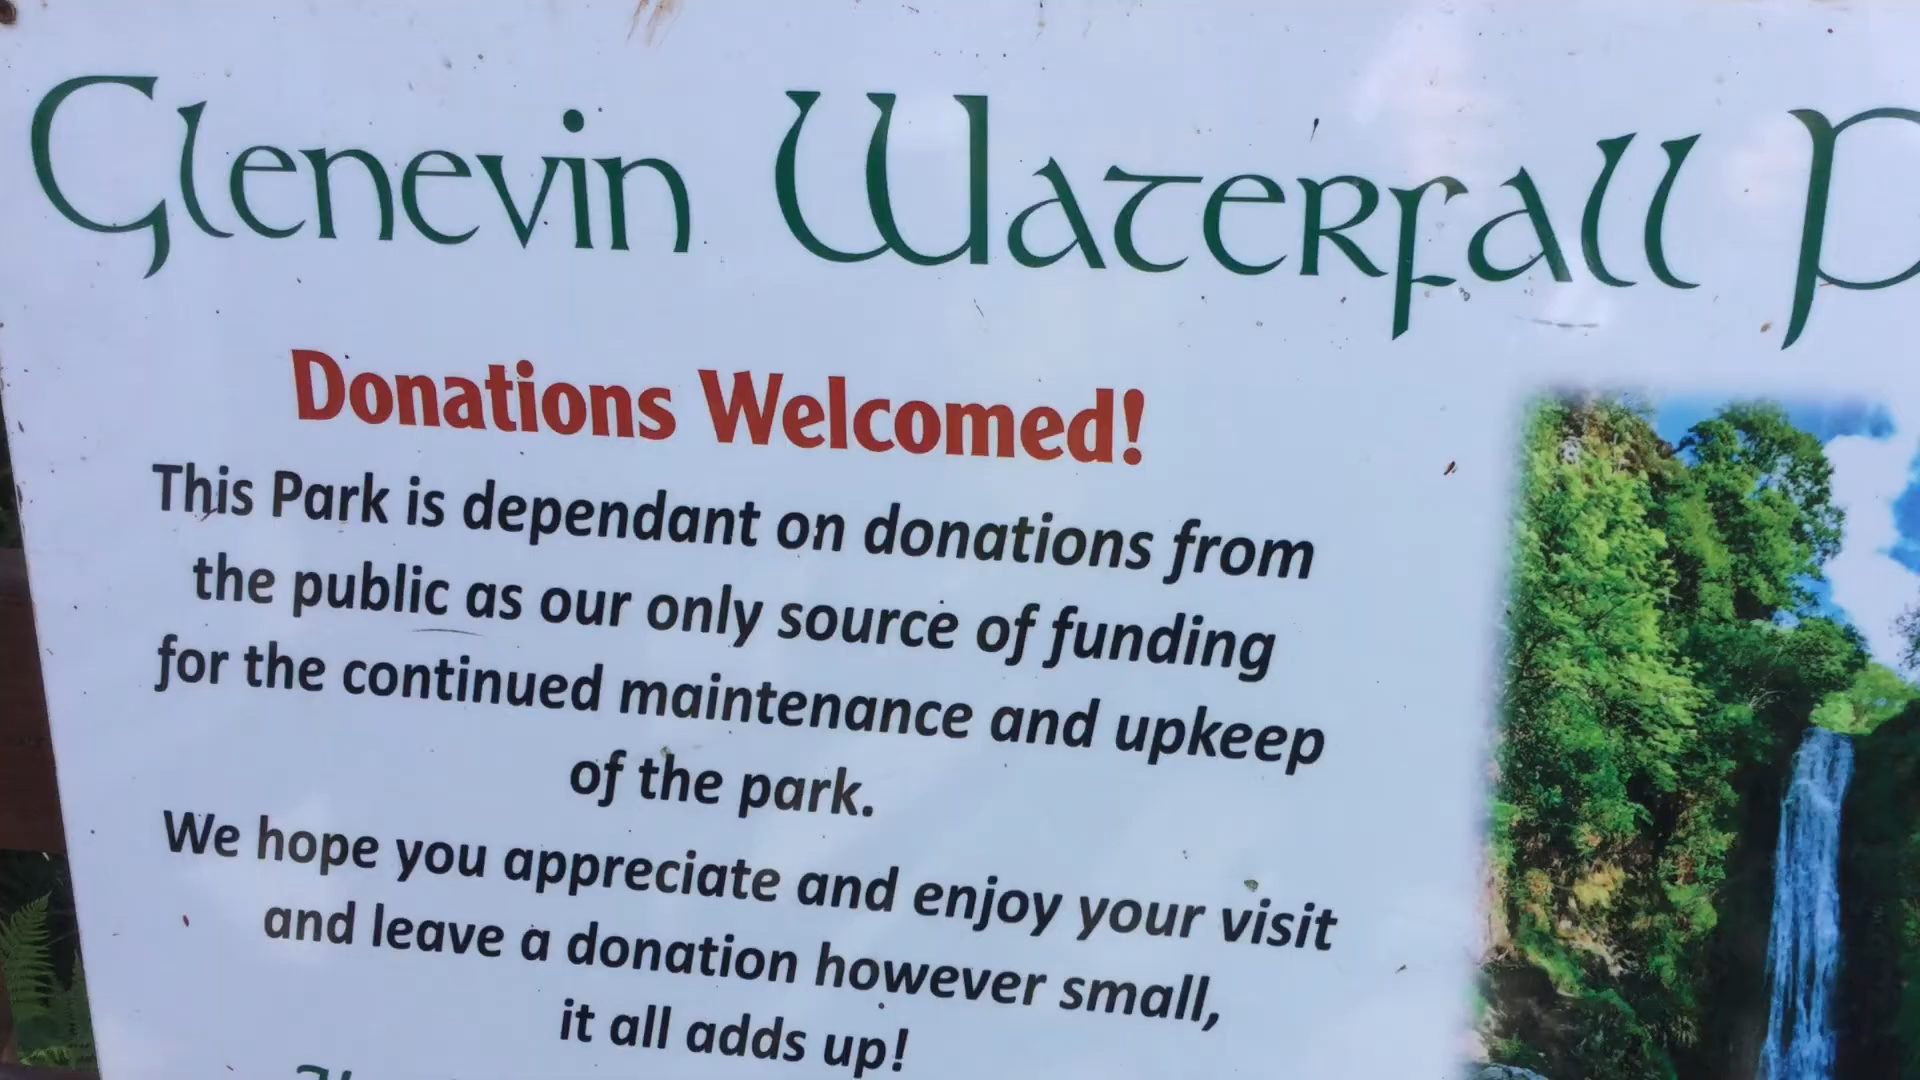 Glenevin Waterfall P
Donations Welcomed!
This Park is dependant on donations from
the public as our only source of funding
for the continued maintenance and upkeep
of the park.
We hope you appreciate and enjoy your visit
and leave a donation however small,
it all adds up!